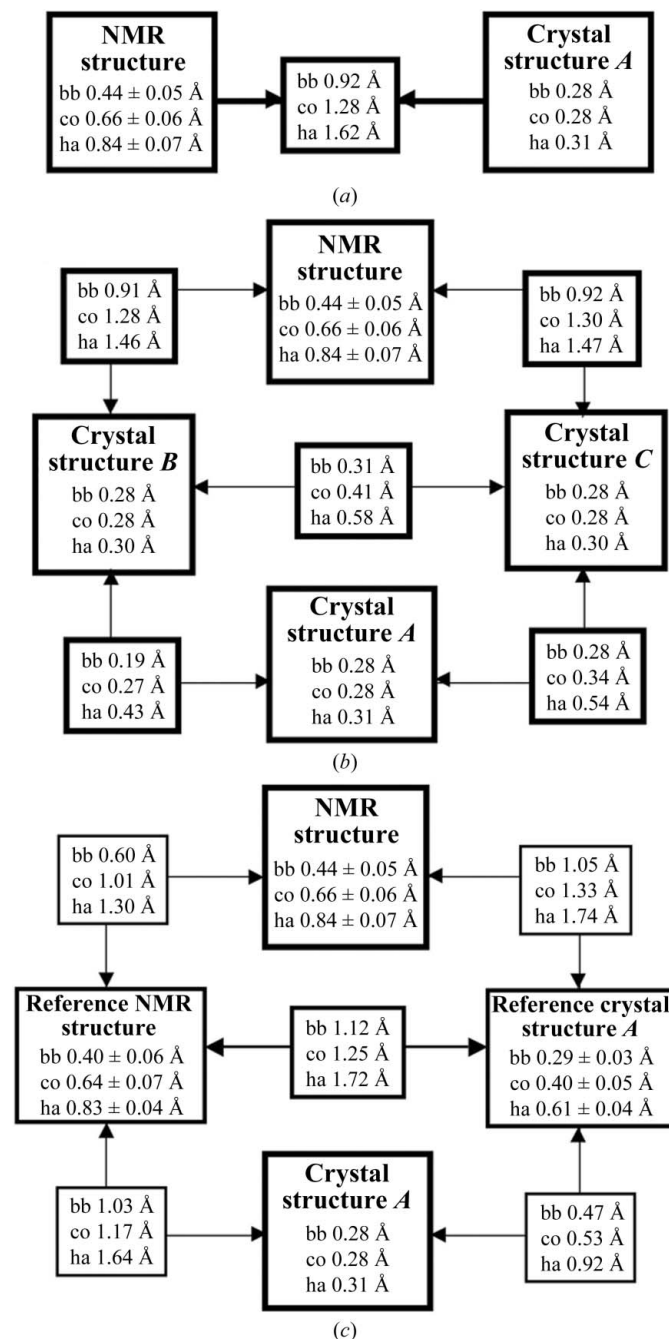 NMR
structure
bb 0.44 ± 0.05 Å
co 0.66 ± 0.06 Å
ha 0.84 ± 0.07 Å
bb 0.92 Å
co 1.28 Å
ha 1.62 Å
Crystal
structure A
bb 0.28 Å
co 0.28 Å
ha 0.31 Å
(a)
bb 0.91 Å
co 1.28 Å
ha 1.46 Å
NMR
structure
bb 0.44 ± 0.05 Å
co 0.66 ± 0.06 Å
ha 0.84 ± 0.07 Å
bb 0.92 Å
co 1.30 Å
ha 1.47 Å
Crystal
structure B
bb 0.28 Å
co 0.28 Å
ha 0.30 Å
bb 0.31 Å
co 0.41 Å
ha 0.58 Å
Crystal
structure C
bb 0.28 Å
co 0.28 Å
ha 0.30 Å
bb 0.19 Å
co 0.27 Å
ha 0.43 Å
Crystal
structure A
bb 0.28 Å
co 0.28 Å
ha 0.31 Å
bb 0.28 Å
co 0.34 Å
ha 0.54 Å
(b)
bb 0.60 Å
co 1.01 Å
ha 1.30 Å
NMR
structure
bb 0.44 ± 0.05 Å
co 0.66 ± 0.06 Å
ha 0.84 ± 0.07 Å
bb 1.05 Å
co 1.33 Å
ha 1.74 Å
Reference NMR
structure
bb 0.40 ± 0.06 Å
co 0.64 ± 0.07 Å
ha 0.83 ± 0.04 Å
bb 1.12 Å
co 1.25 Å
ha 1.72 Å
Reference crystal
structure A
bb 0.29 ± 0.03 Å
co 0.40 ± 0.05 Å
ha 0.61 ± 0.04 Å
bb 1.03 Å
co 1.17 Å
ha 1.64 Å
Crystal
structure A
bb 0.28 Å
co 0.28 Å
ha 0.31 Å
bb 0.47 Å
co 0.53 Å
ha 0.92 Å
(c)